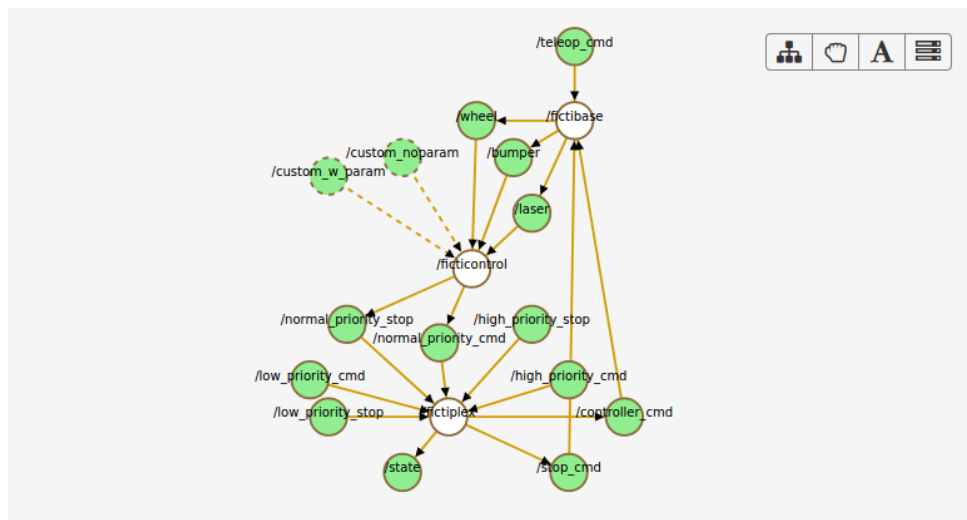 /teleop_cmd
A
/wheel
/fictibase
/custom_noparam
/bumper
/custom_w_param
/laser
/ficticontrol
/normal_priority_stop
/high_priority_stop
/normal_priority_cmd
/low_priority_cmd
/high_priority_cmd
/low_priority_stop
/fictiplex
/controller_cmd
/state
/stop_cmd